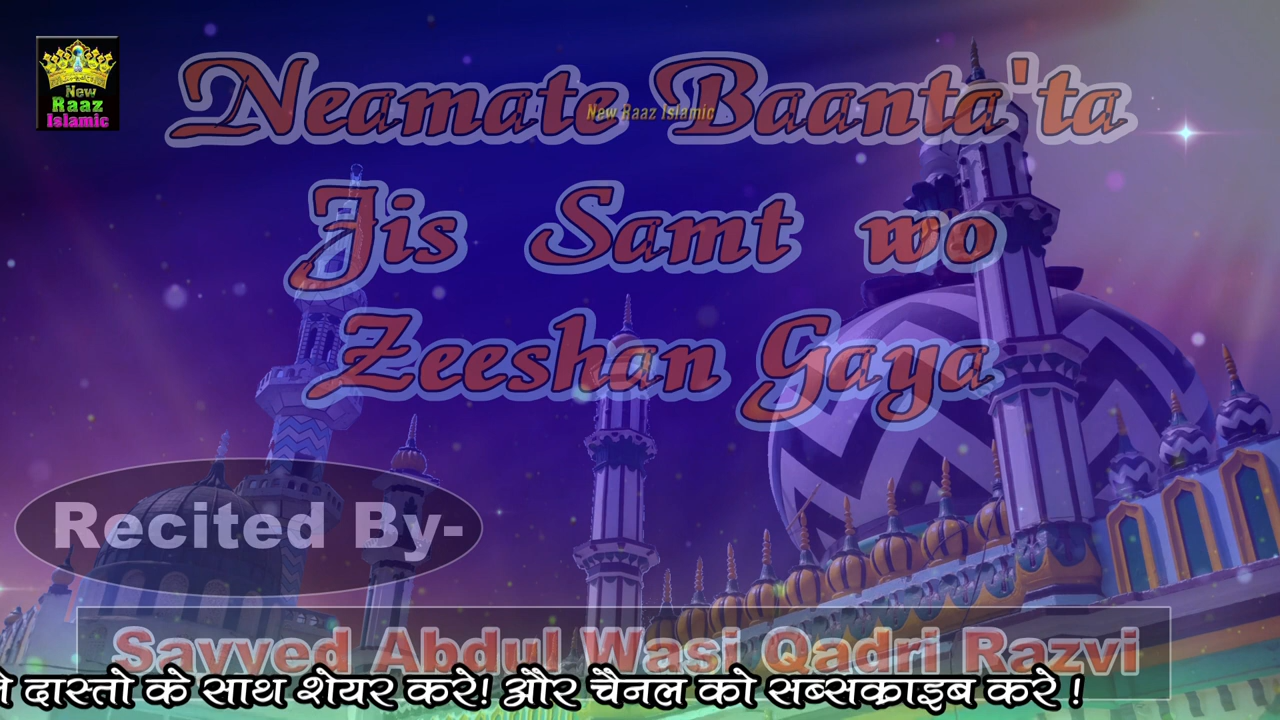 New
Raaz
Islamic
Neamate Baanta'ta
New Raaz Islamic
Jis Samt wo
Zeeshan Gaya
Recited By-
Sayyed Abdul Wasi Qadri Razvi
दास्तो के साथ शेयर करे! और चैनल को सब्सक्राइब करे !